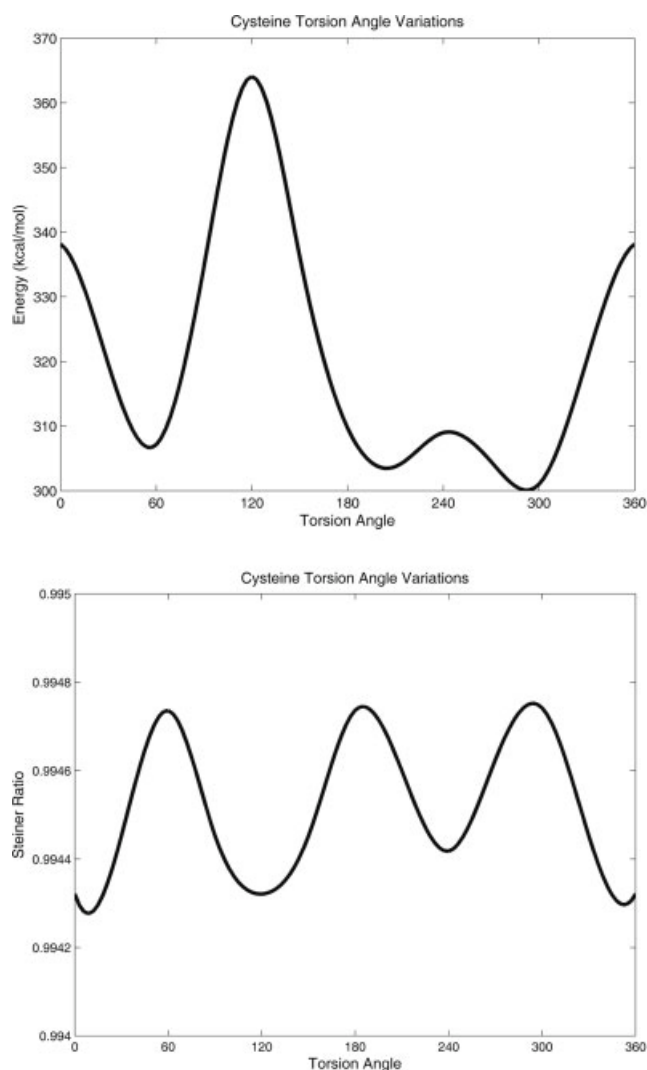 Cysteine Torsion Angle Variations
370
360
350
340
330
320
310
300
Energy (kcal/mol)
0 60 120 180 240 300 360
Torsion Angle
Cysteine Torsion Angle Variations
0.995
0.9948
0.9946
0.9944
0.9942
0.994
Steiner Ratio
0 60 120 180 240 300 360
Torsion Angle